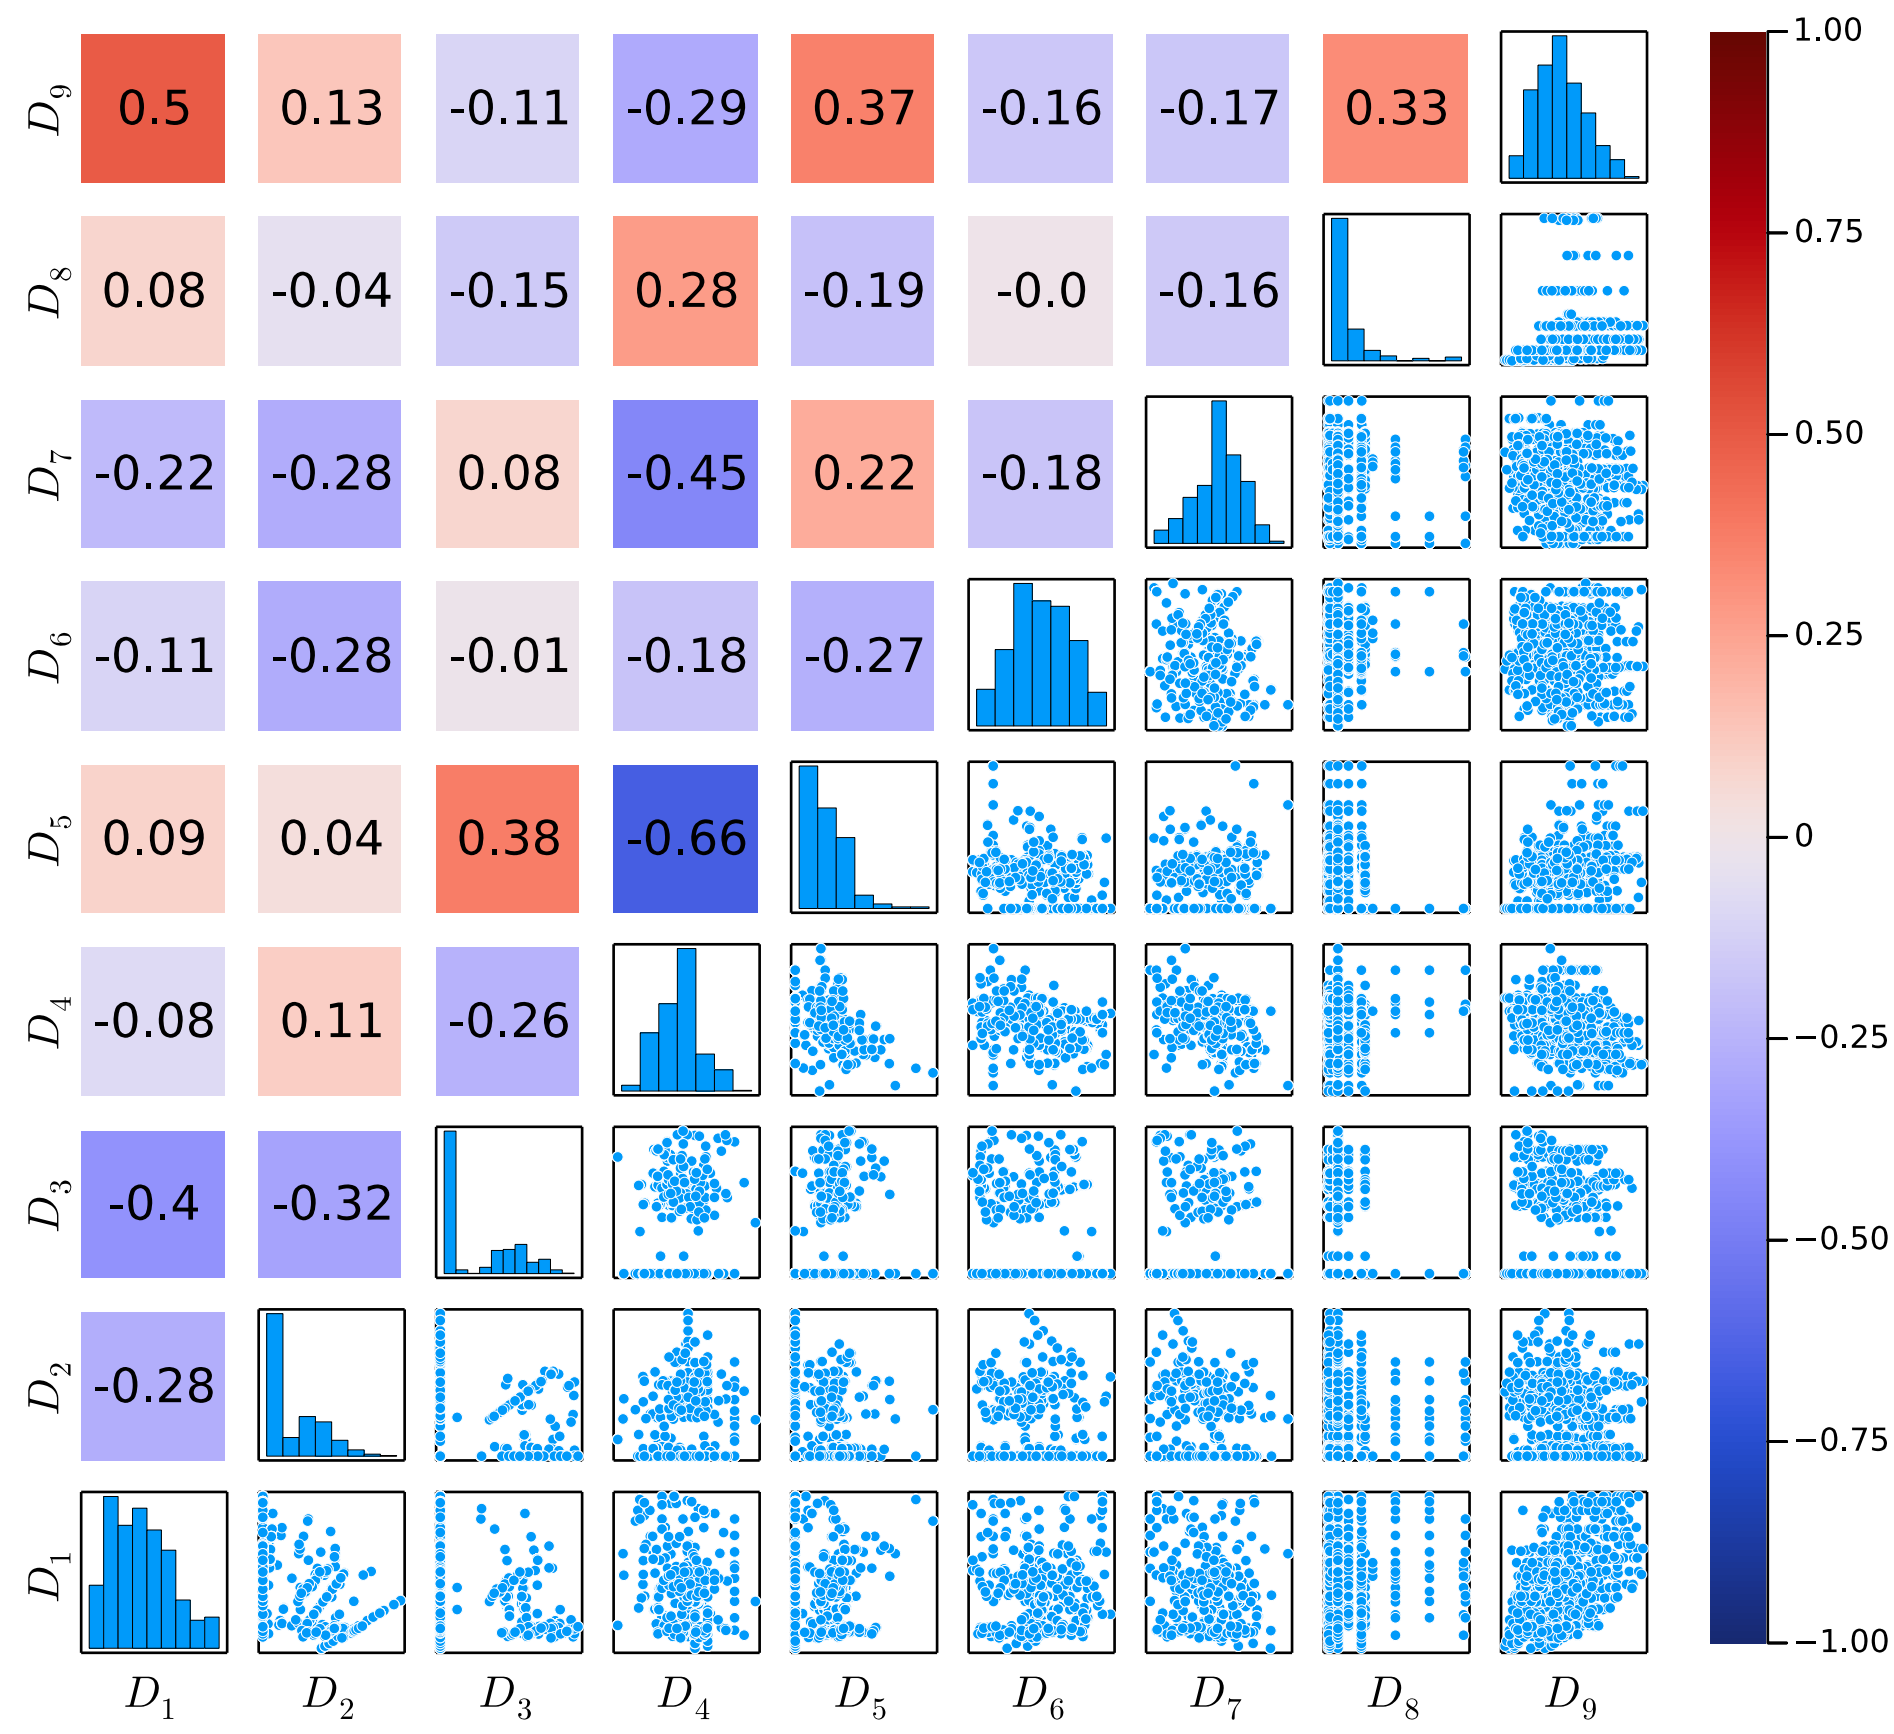 D9 0.5 0.13 -0.11 -0.29 0.37 -0.16 -0.17 0.33
D8 0.08 -0.04 -0.15 0.28 -0.19 -0.0 -0.16
D7 -0.22 -0.28 0.08 -0.45 0.22 -0.18
D6 -0.11 -0.28 -0.01 -0.18 -0.27
D5 0.09 0.04 0.38 -0.66
D4 -0.08 0.11 -0.26
D3 -0.4 -0.32
D2 -0.28
D1
D1 D2 D3 D4 D5 D6 D7 D8 D9
1.00
0.75
0.50
0.25
0
−0.25
−0.50
−0.75
−1.00